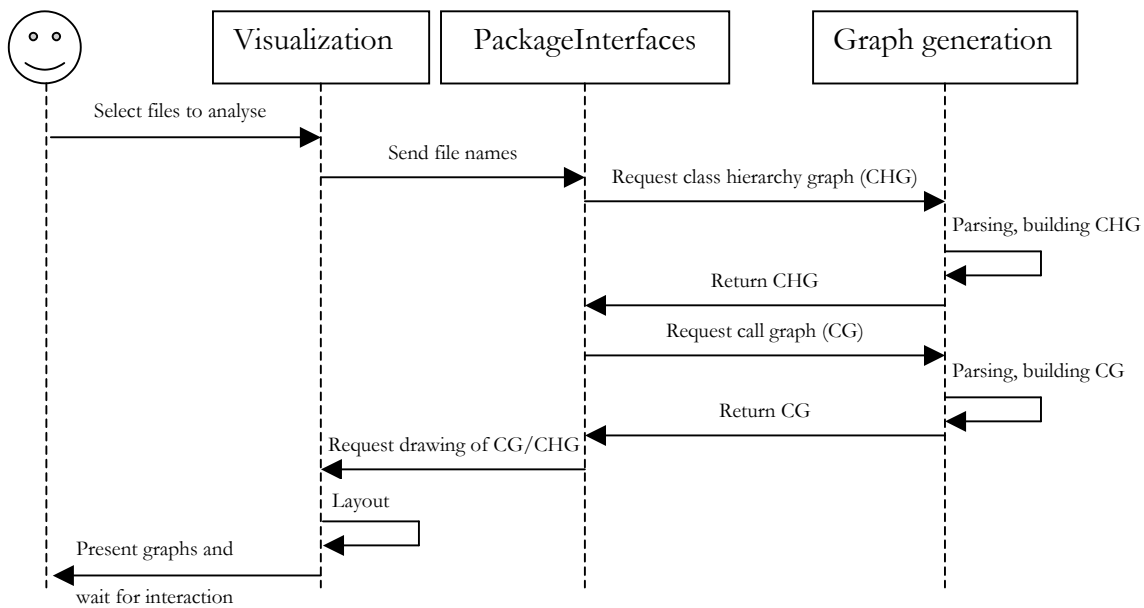 Visualization
PackageInterfaces
Graph generation
Select files to analyse
Send file names
Request class hierarchy graph (CHG)
Parsing, building CHG
Return CHG
Request call graph (CG)
Parsing, building CG
Return CG
Request drawing of CG/CHG
Layout
Present graphs and
wait for interaction